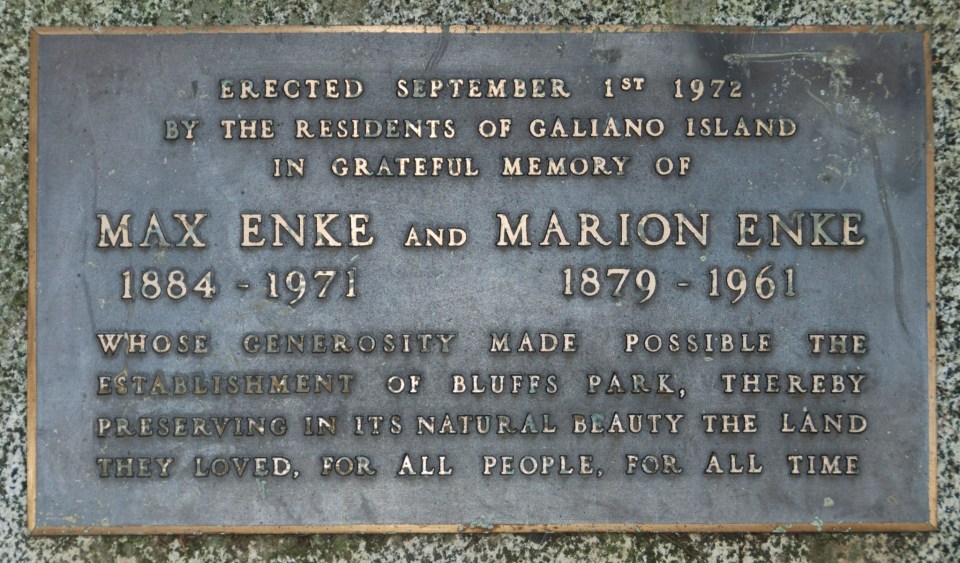 ERECTED SEPTEMBER 1ST 1972
BY THE RESIDENTS OF GALIANO ISLAND
IN GRATEFUL MEMORY OF
MAX ENKE AND MARION ENKE
1884 - 1971 1879 - 1961
WHOSE GENEROSITY MADE POSSIBLE THE
ESTABLISHMENT OF BLUFFS PARK, THEREBY
PRESERVING IN ITS NATURAL BEAUTY THE LAND
THEY LOVED, FOR ALL PEOPLE, FOR ALL TIME